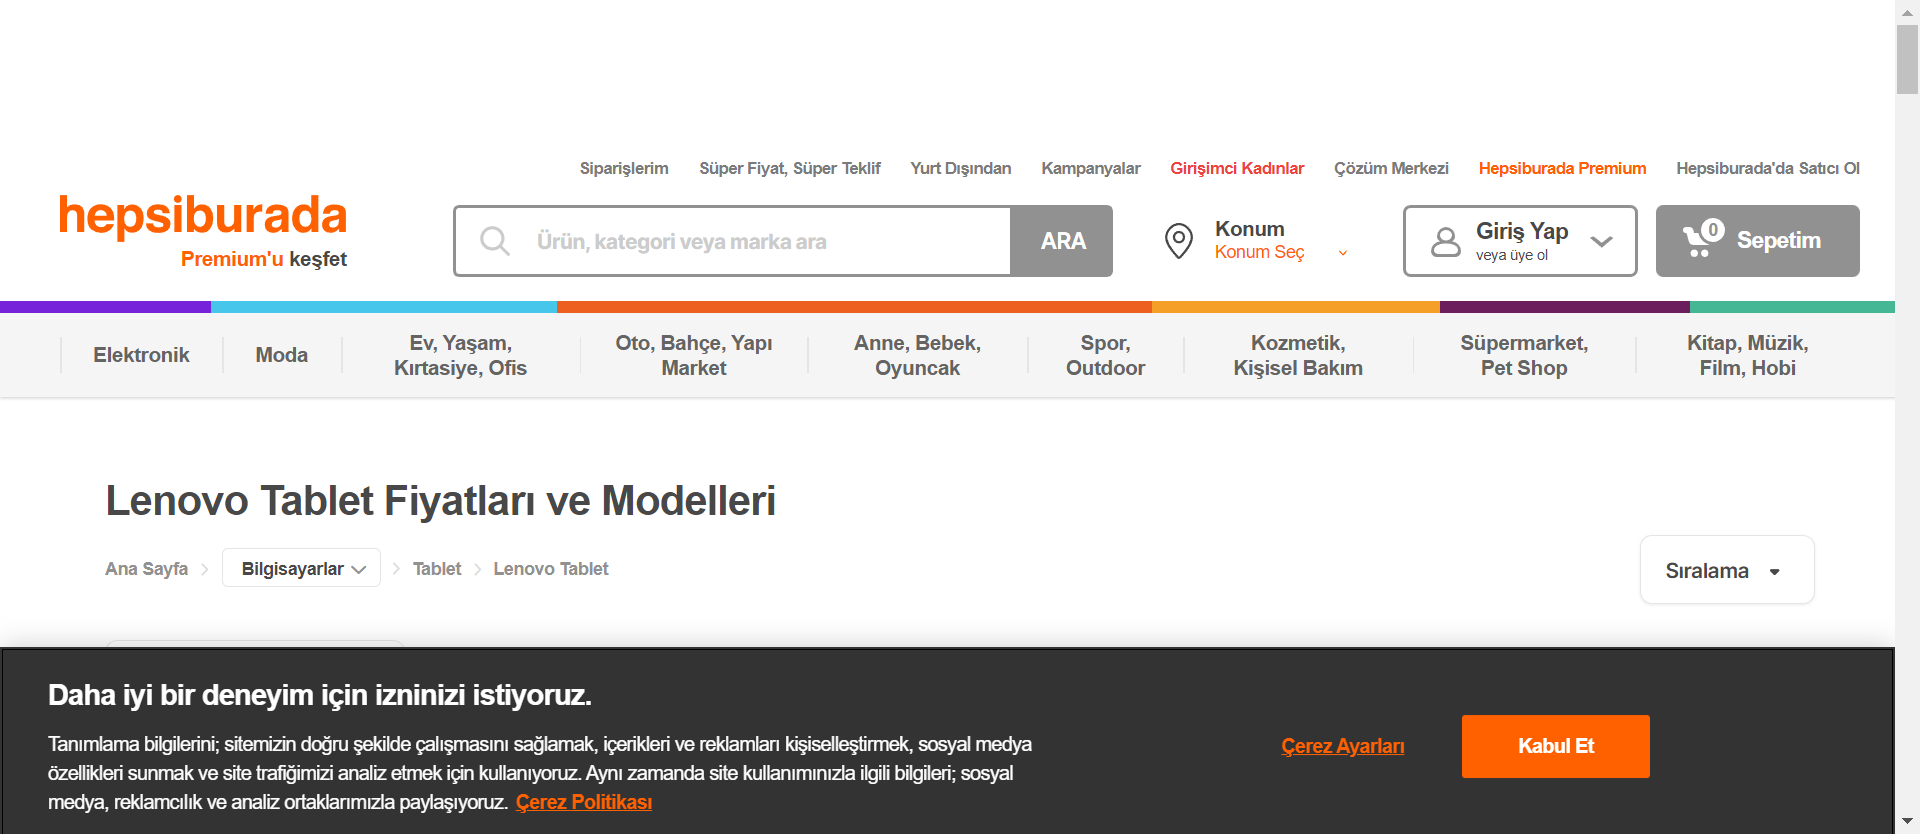 Siparişlerim Süper Fiyat, Süper Teklif Yurt Dışından Kampanyalar Girişimci Kadınlar Çözüm Merkezi Hepsiburada Premium Hepsiburada'da Satıcı Ol
hepsiburada
Premium'u keşfet
Ürün, kategori veya marka ara
ARA
Konum
Konum Seç
Giriş Yap
veya üye ol
0
Sepetim
Elektronik
Moda
Ev, Yaşam,
Kırtasiye, Ofis
Oto, Bahçe, Yapı
Market
Anne, Bebek,
Oyuncak
Spor,
Outdoor
Kozmetik,
Kişisel Bakım
Süpermarket,
Pet Shop
Kitap, Müzik,
Film, Hobi
Lenovo Tablet Fiyatları ve Modelleri
Ana Sayfa Bilgisayarlar Tablet Lenovo Tablet
Sıralama
Daha iyi bir deneyim için izninizi istiyoruz.
Tanımlama bilgilerini; sitemizin doğru şekilde çalışmasını sağlamak, içerikleri ve reklamları kişiselleştirmek, sosyal medya
özellikleri sunmak ve site trafiğimizi analiz etmek için kullanıyoruz. Aynı zamanda site kullanımınızla ilgili bilgileri; sosyal
medya, reklamcılık ve analiz ortaklarımızla paylaşıyoruz. Çerez Politikası
Çerez Ayarları
Kabul Et